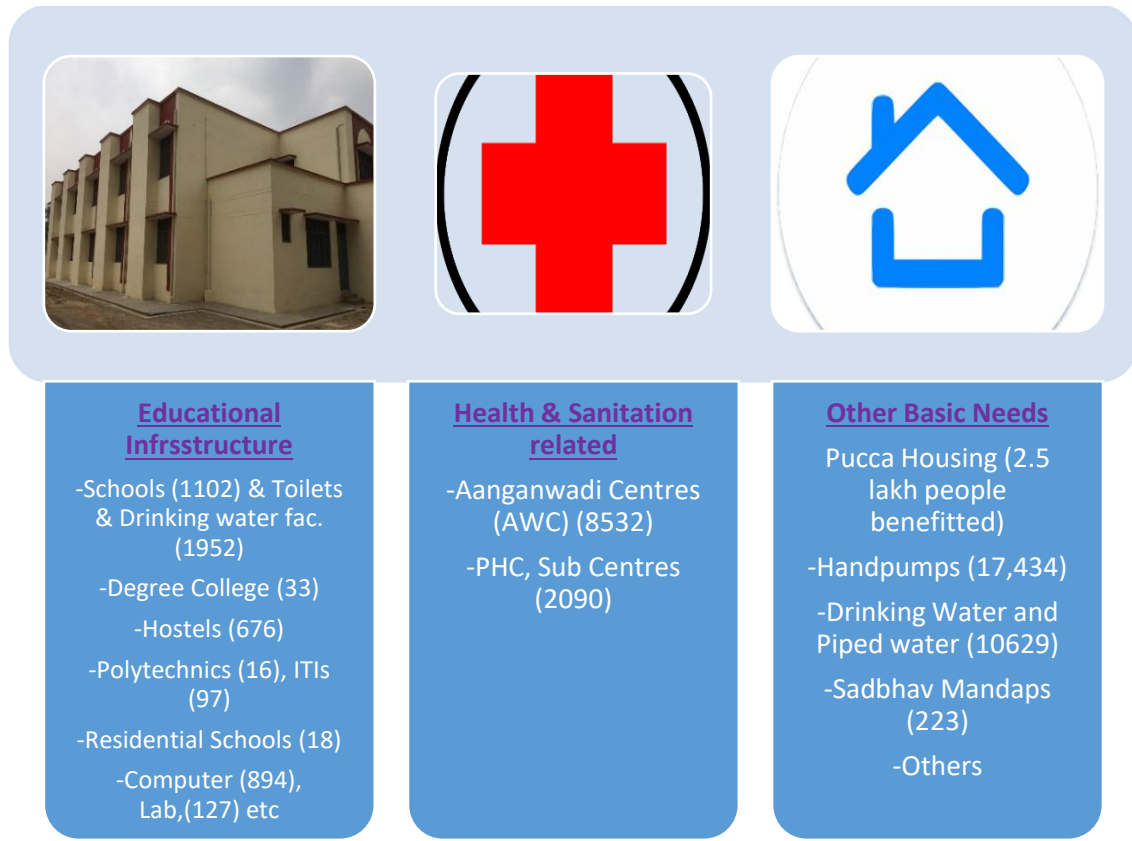 Educational
Infrsstructure
-Schools (1102) & Toilets
& Drinking water fac.
(1952)
-Degree College (33)
-Hostels (676)
-Polytechnics (16), ITIs
(97)
-Residential Schools (18)
-Computer (894),
Lab,(127) etc
Health & Sanitation
related
-Aanganwadi Centres
(AWC) (8532)
-PHC, Sub Centres
(2090)
Other Basic Needs
Pucca Housing (2.5
lakh people
benefitted)
-Handpumps (17,434)
-Drinking Water and
Piped water (10629)
-Sadbhav Mandaps
(223)
-Others